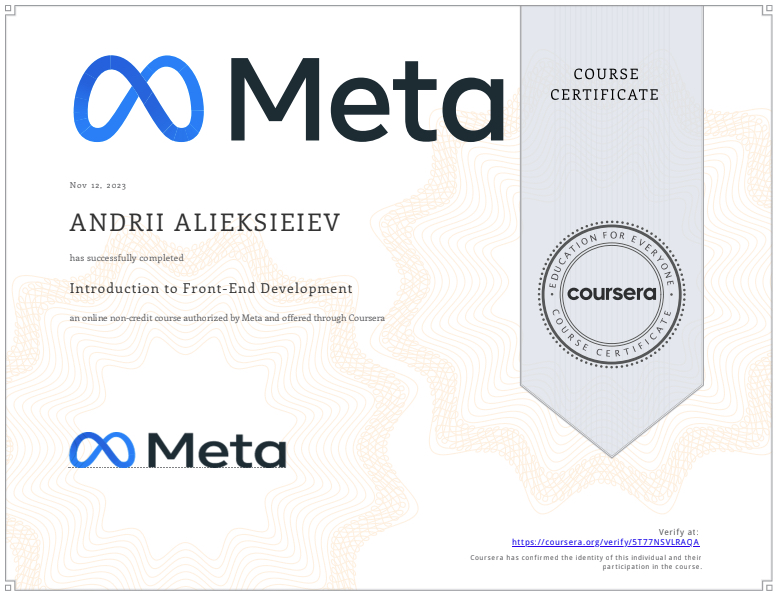 Meta
COURSE
CERTIFICATE
Nov 12, 2023
ANDRII ALIEKSIEIEV
has successfully completed
Introduction to Front-End Development
an online non-credit course authorized by Meta and offered through Coursera
EDUCATION FOR EVERYONE
coursera
COURSE CERTIFICATE
Meta
Verify at:
https://coursera.org/verify/5T77NSVLRAQA
Coursera has confirmed the identity of this individual and their
participation in the course.